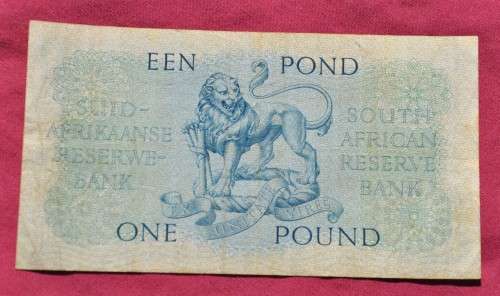 EEN POND
SUID-
AFRIKAANSE
RESERWE-
BANK
SOUTH
AFRICAN
RESERVE
BANK
ONE POUND